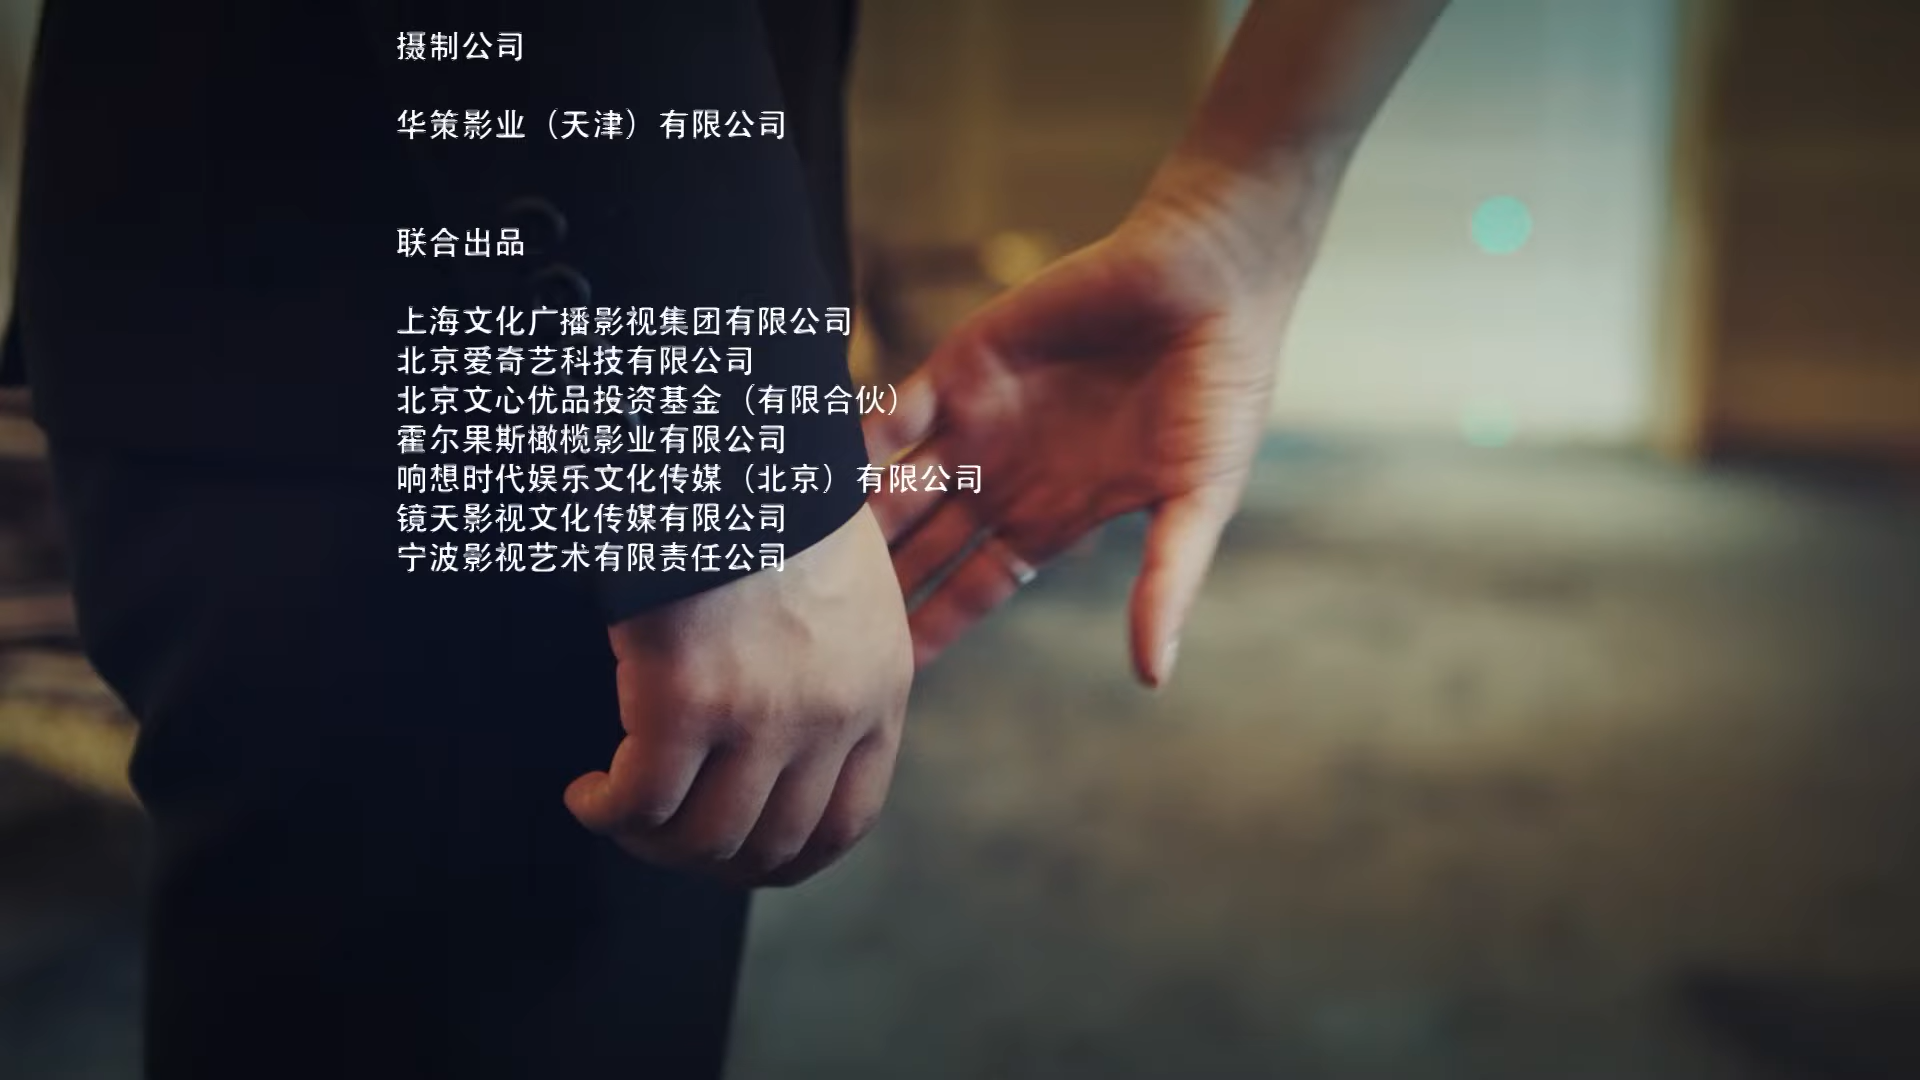 摄制公司
华策影业（天津）有限公司
联合出品
上海文化广播影视集团有限公司
北京爱奇艺科技有限公司
北京文心优品投资基金（有限合伙）
霍尔果斯橄榄影业有限公司
响想时代娱乐文化传媒（北京）有限公司
镜天影视文化传媒有限公司
宁波影视艺术有限责任公司